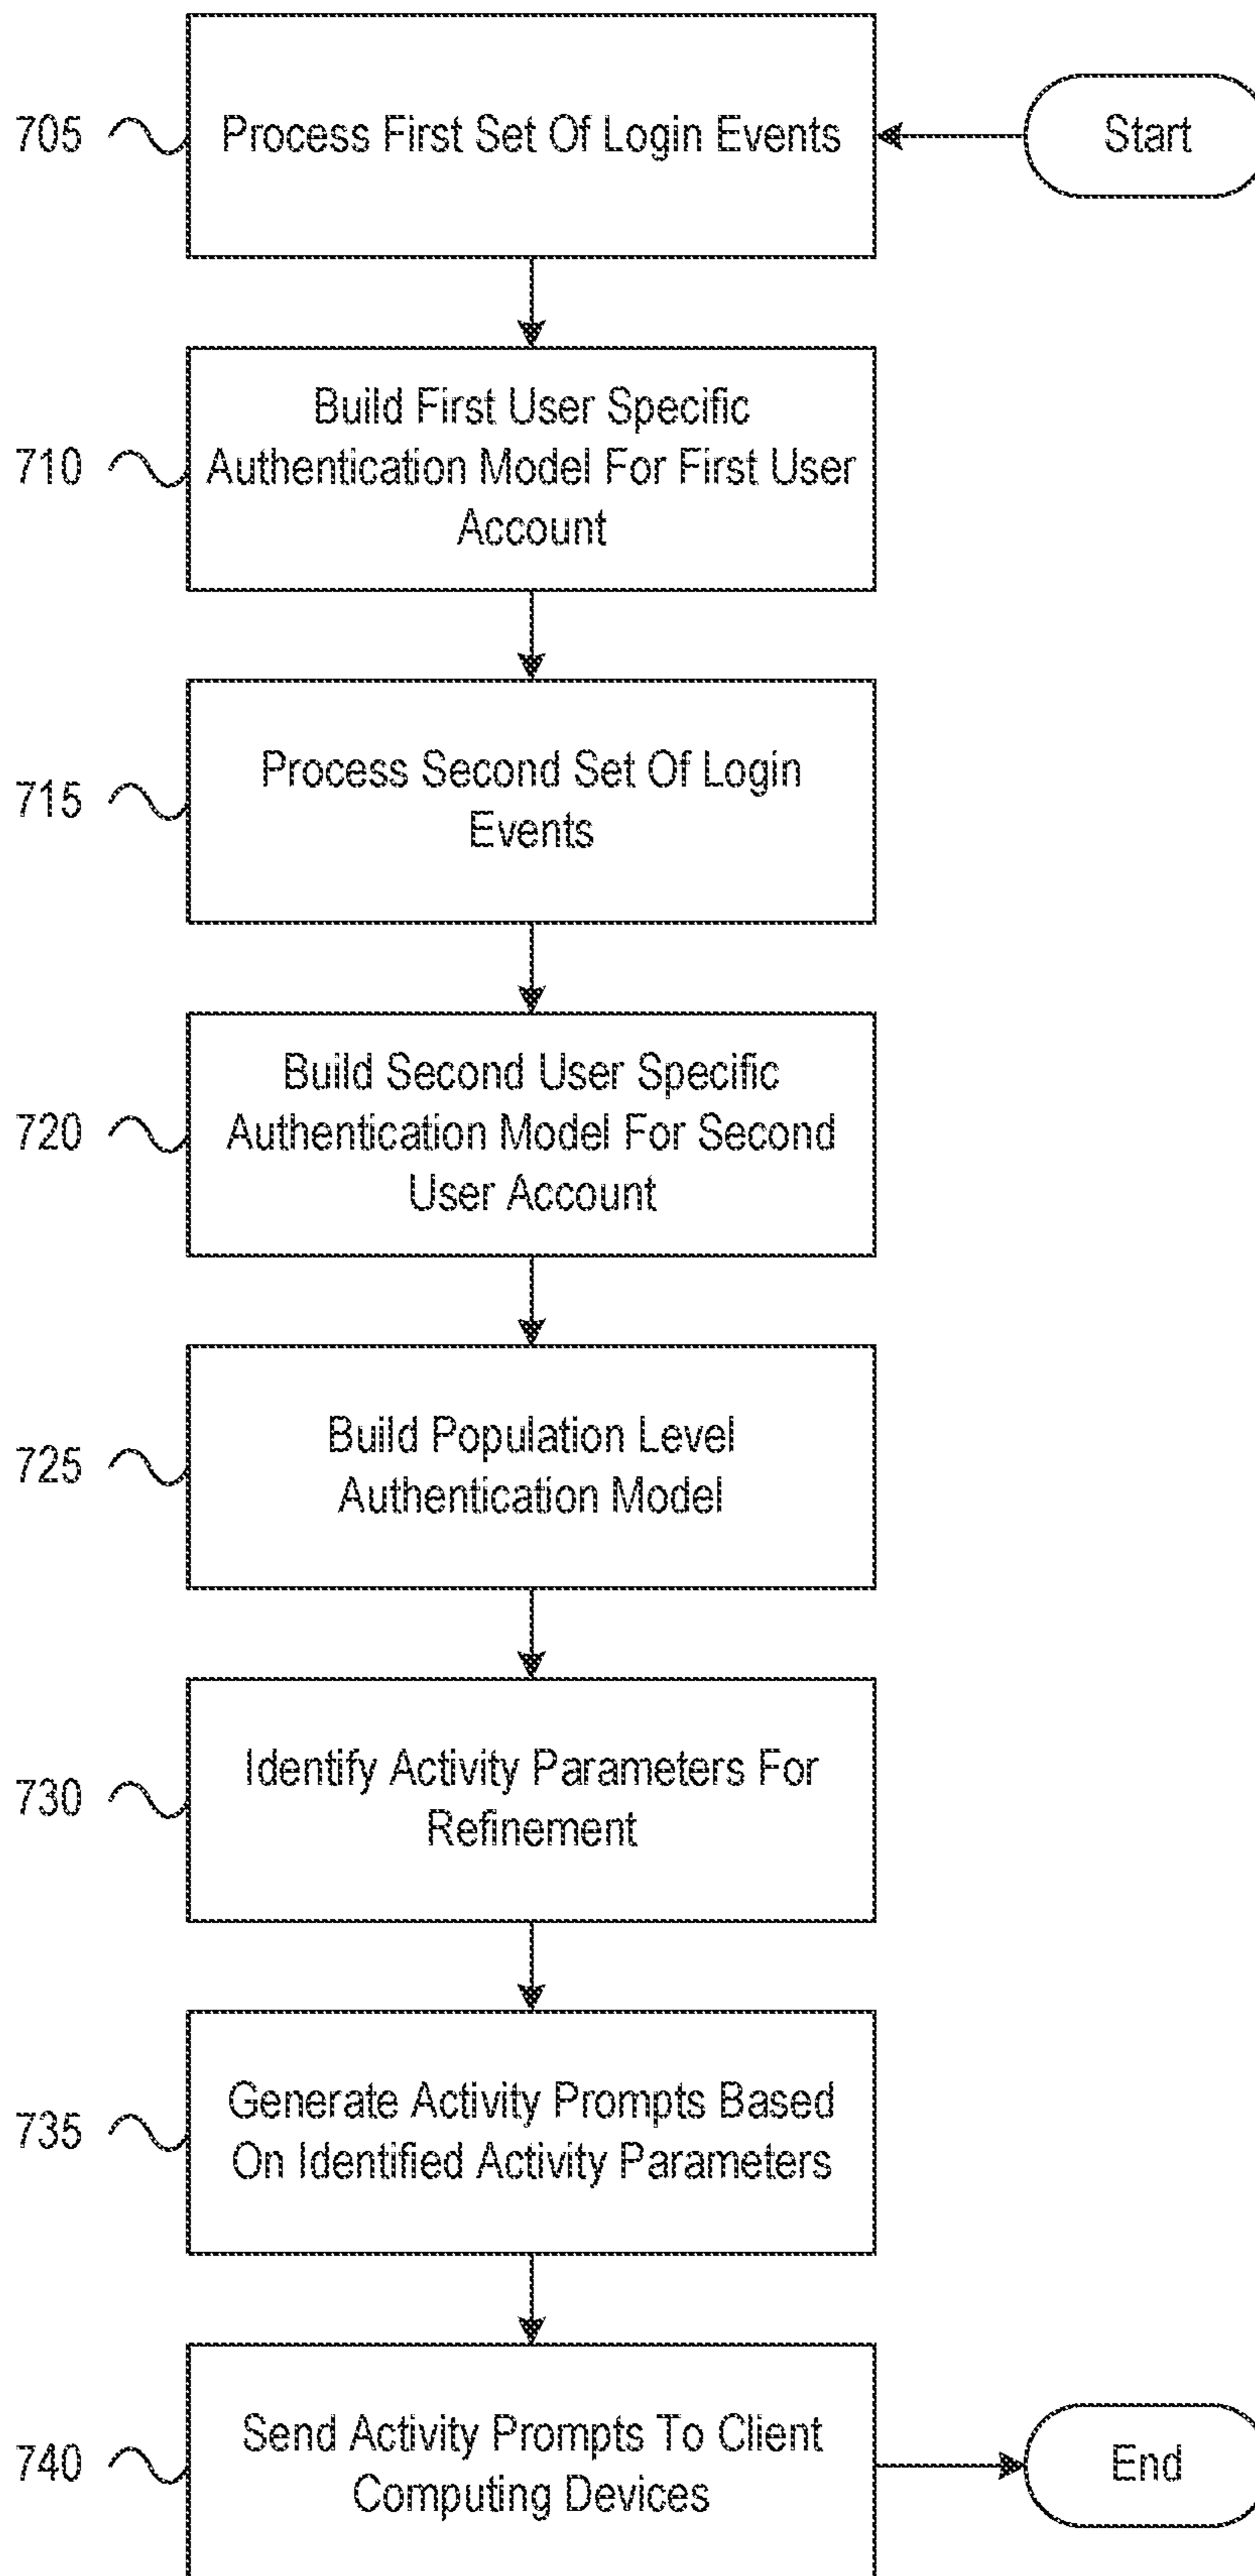 705
Process First Set Of Login Events
Start
710
Build First User Specific
Authentication Model For First User
Account
715
Process Second Set Of Login
Events
720
Build Second User Specific
Authentication Model For Second
User Account
725
Build Population Level
Authentication Model
730
Identify Activity Parameters For
Refinement
735
Generate Activity Prompts Based
On Identified Activity Parameters
740
Send Activity Prompts To Client
Computing Devices
End